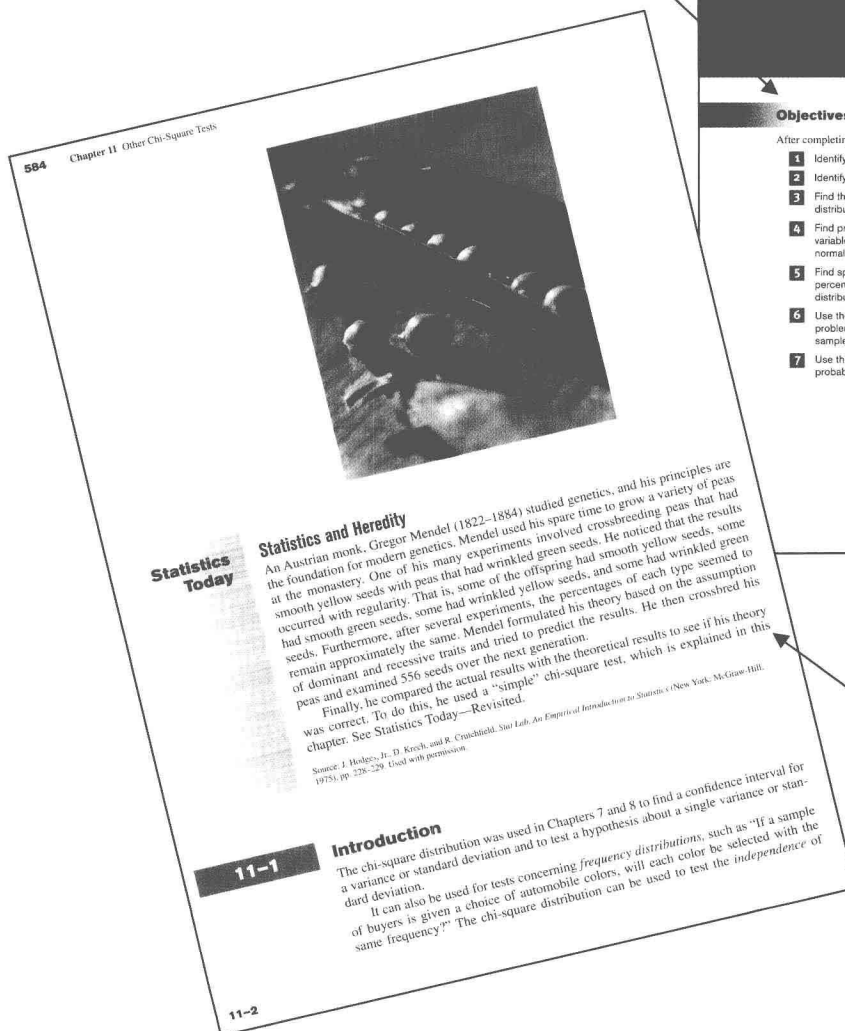 584 Chapter 11 Other Chi-Square Tests
Statistics
Today
Statistics and Heredity
An Austrian monk, Gregor Mendel (1822–1884) studied genetics, and his principles are
the foundation for modern genetics. Mendel used his spare time to grow a variety of peas
at the monastery. One of his many experiments involved crossbreeding peas that had
smooth yellow seeds with peas that had wrinkled green seeds. He noticed that the results
occurred with regularity. That is, some of the offspring had smooth yellow seeds, some
had smooth green seeds, some had wrinkled yellow seeds, and some had wrinkled green
seeds. Furthermore, after several experiments, the percentages of each type seemed to
remain approximately the same. Mendel formulated his theory based on the assumption
of dominant and recessive traits and tried to predict the results. He then crossbred his
peas and examined 556 seeds over the next generation.
Finally, he compared the actual results with the theoretical results to see if his theory
was correct. To do this, he used a “simple” chi-square test, which is explained in this
chapter. See Statistics Today—Revisited.
Source: J. Hodges, Jr., D. Krech, and R. Crutchfield, Stat Lab, An Empirical Introduction to Statistics (New York: McGraw-Hill,
1975), pp. 228–229. Used with permission.
11–1
Introduction
The chi-square distribution was used in Chapters 7 and 8 to find a confidence interval for
a variance or standard deviation and to test a hypothesis about a single variance or stan-
dard deviation.
It can also be used for tests concerning frequency distributions, such as “If a sample
of buyers is given a choice of automobile colors, will each color be selected with the
same frequency?” The chi-square distribution can be used to test the independence of
11–2
Objectives
After completin
1 Identify
2 Identify
3 Find th
distribu
4 Find pr
variable
normal
5 Find sp
percen
distribu
6 Use the
problem
sample
7 Use th
probab